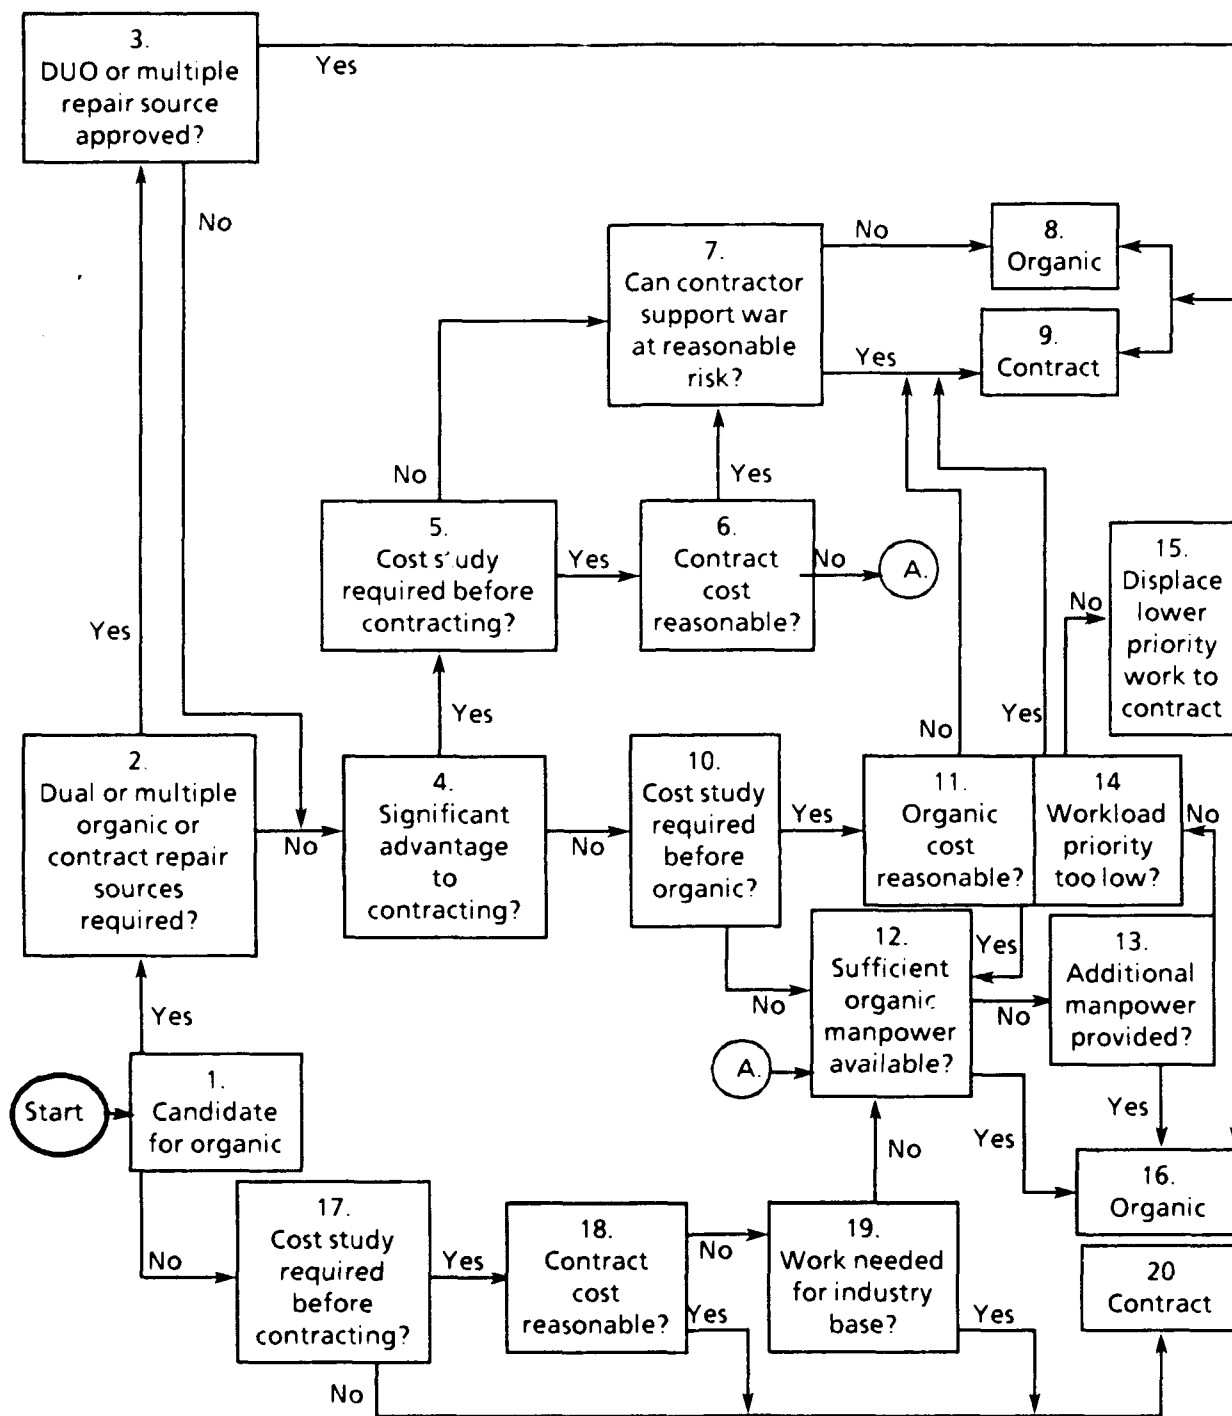 3.
DUO or multiple
repair source
approved?
Yes
No
7.
Can contractor
support war
at reasonable
risk?
No
Yes
8.
Organic
9.
Contract
No
Yes
5.
Cost study
required before
contracting?
Yes
6.
Contract
cost
reasonable?
No
A.
15.
Displace
lower
priority
work to
contract
No
Yes
Yes
No
Yes
2.
Dual or multiple
organic or
contract repair
sources
required?
No
4.
Significant
advantage
to
contracting?
No
10.
Cost study
required
before
organic?
Yes
11.
Organic
cost
reasonable?
14
Workload
priority
too low?
No
Yes
No
12.
Sufficient
organic
manpower
available?
No
13.
Additional
manpower
provided?
Yes
A.
Start
1.
Candidate
for organic
Yes
Yes
No
16.
Organic
No
17.
Cost study
required
before
contracting?
Yes
18.
Contract
cost
reasonable?
No
Yes
19.
Work needed
for industry
base?
Yes
20
Contract
No